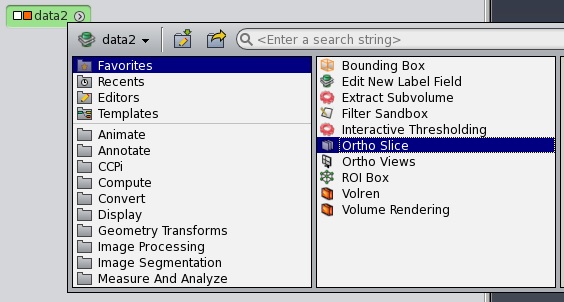 data2
data2
<Enter a search string>
Favorites
Recents
Editors
Templates
Animate
Annotate
CCPi
Compute
Convert
Display
Geometry Transforms
Image Processing
Image Segmentation
Measure And Analyze
Bounding Box
Edit New Label Field
Extract Subvolume
Filter Sandbox
Interactive Thresholding
Ortho Slice
Ortho Views
ROI Box
Volren
Volume Rendering